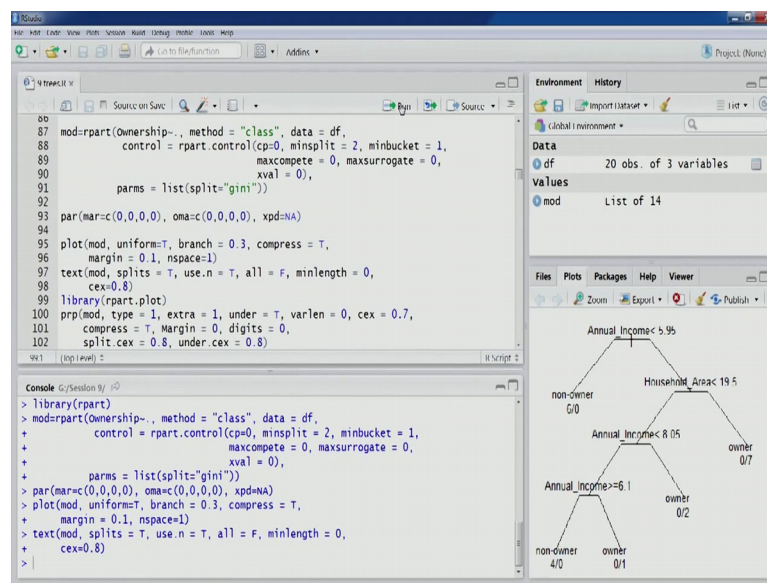 RStudio
File Edit Code View Plots Session Build Debug Profile Tools Help
Go to file/function
Addins
Project: (None)
9 trees.R ×
Source on Save
Run
Source
86
87 mod=rpart(Ownership~., method = "class", data = df,
88 control = rpart.control(cp=0, minsplit = 2, minbucket = 1,
89 maxcompete = 0, maxsurrogate = 0,
90 xval = 0),
91 parms = list(split="gini"))
92
93 par(mar=c(0,0,0,0), oma=c(0,0,0,0), xpd=NA)
94
95 plot(mod, uniform=T, branch = 0.3, compress = T,
96 margin = 0.1, nspace=1)
97 text(mod, splits = T, use.n = T, all = F, minlength = 0,
98 cex=0.8)
99 library(rpart.plot)
100 prp(mod, type = 1, extra = 1, under = T, varlen = 0, cex = 0.7,
101 compress = T, Margin = 0, digits = 0,
102 split.cex = 0.8, under.cex = 0.8)
99:1 (Top Level)
R Script
Console G:/Session 9/
> library(rpart)
> mod=rpart(Ownership~., method = "class", data = df,
+ control = rpart.control(cp=0, minsplit = 2, minbucket = 1,
+ maxcompete = 0, maxsurrogate = 0,
+ xval = 0),
+ parms = list(split="gini"))
> par(mar=c(0,0,0,0), oma=c(0,0,0,0), xpd=NA)
> plot(mod, uniform=T, branch = 0.3, compress = T,
+ margin = 0.1, nspace=1)
> text(mod, splits = T, use.n = T, all = F, minlength = 0,
+ cex=0.8)
>
Environment History
Import Dataset
List
Global Environment
Data
df 20 obs. of 3 variables
Values
mod List of 14
Files Plots Packages Help Viewer
Zoom Export Publish
Annual_Income< 5.95
non-owner
6/0
Household_Area< 19.5
Annual_Income< 8.05
owner
0/7
Annual_Income>=6.1
owner
0/2
non-owner
4/0
owner
0/1